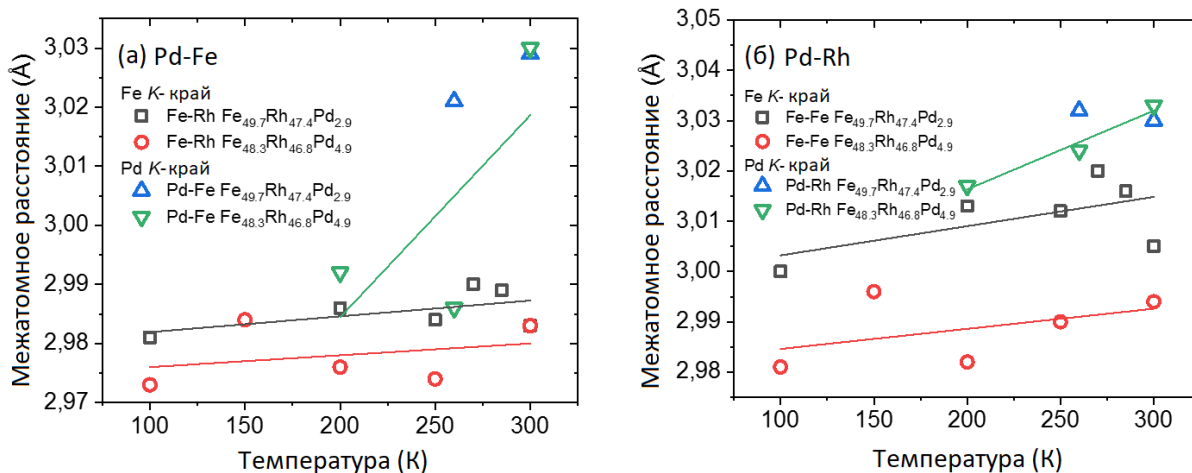 (а) Pd-Fe
Межатомное расстояние (Å)
3,03
3,02
3,01
3,00
2,99
2,98
2,97
Fe K- край
Fe-Rh Fe49.7Rh47.4Pd2.9
Fe-Rh Fe48.3Rh46.8Pd4.9
Pd K-край
Pd-Fe Fe49.7Rh47.4Pd2.9
Pd-Fe Fe48.3Rh46.8Pd4.9
100 150 200 250 300
Температура (К)
(б) Pd-Rh
Межатомное расстояние (Å)
3,05
3,04
3,03
3,02
3,01
3,00
2,99
2,98
Fe K- край
Fe-Fe Fe49.7Rh47.4Pd2.9
Fe-Fe Fe48.3Rh46.8Pd4.9
Pd K-край
Pd-Rh Fe49.7Rh47.4Pd2.9
Pd-Rh Fe48.3Rh46.8Pd4.9
100 150 200 250 300
Температура (К)